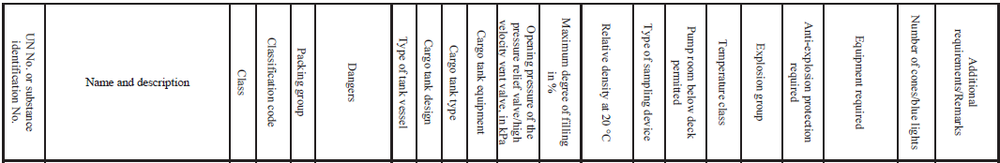 UN No. or substance
identification No.
Name and description
Class
Classification code
Packing group
Dangers
Type of tank vessel
Cargo tank design
Cargo tank type
Cargo tank equipment
Opening pressure of the
pressure relief valve/high
velocity vent valve, in kPa
Maximum degree of filling
in %
Relative density at 20 °C
Type of sampling device
Pump room below deck
permitted
Temperature class
Explosion group
Anti-explosion protection
required
Equipment required
Number of cones/blue lights
Additional
requirements/Remarks